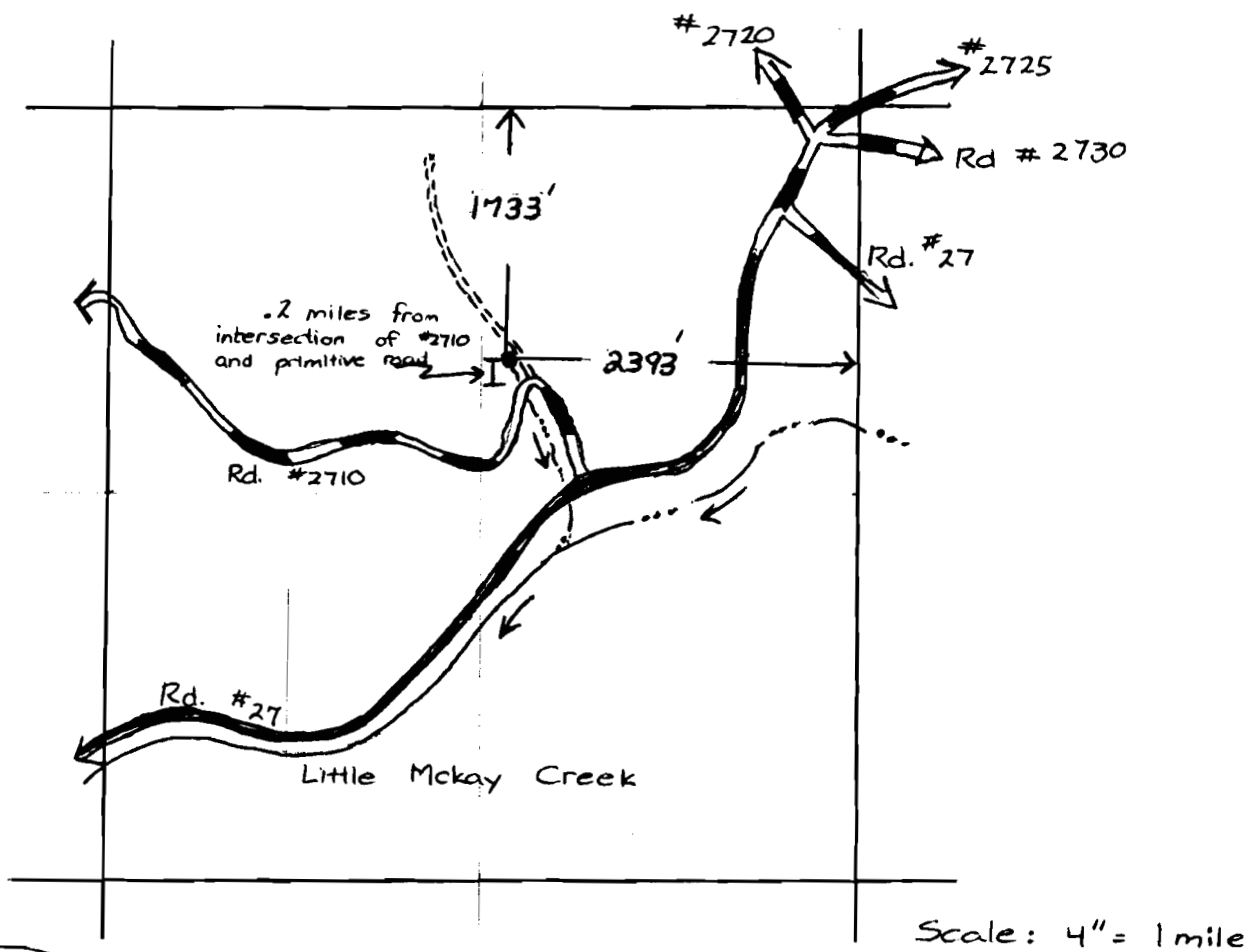 # 2720
# 2725
Rd # 2730
1733'
Rd. # 27
.2 miles from
intersection of #2710
and primitive road
2393'
Rd. #2710
Rd. #27
Little Mckay Creek
Scale: 4" = 1 mile